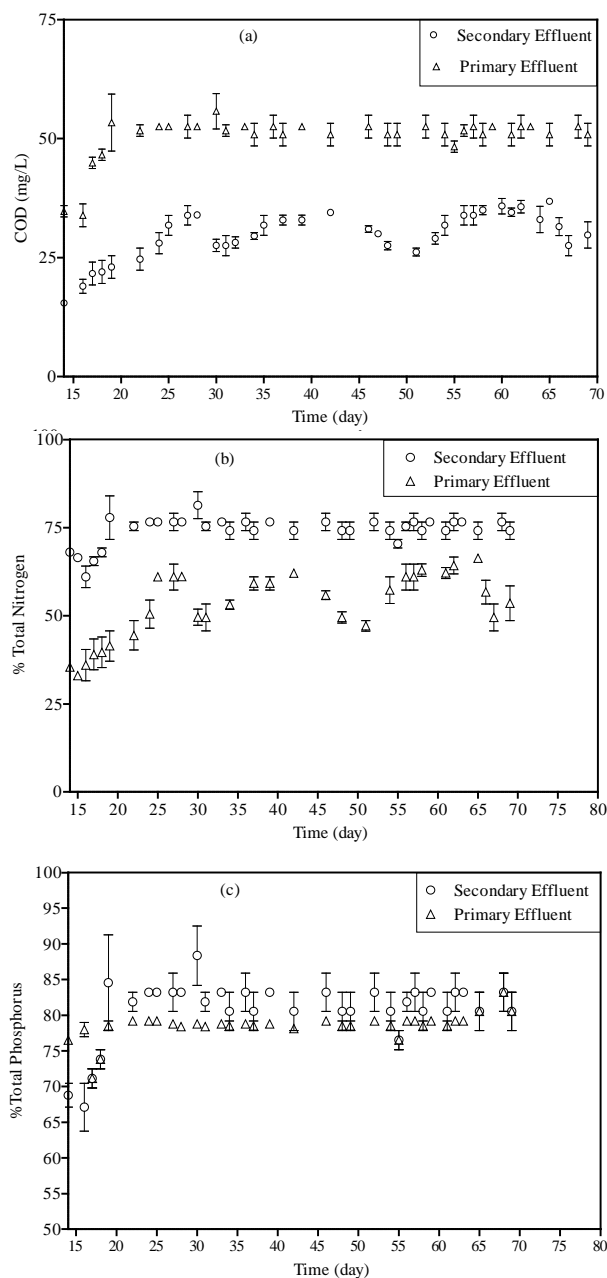 75
(a)
Secondary Effluent
Primary Effluent
50
COD (mg/L)
25
0
15 20 25 30 35 40 45 50 55 60 65 70
Time (day)
100
(b)
Secondary Effluent
Primary Effluent
75
% Total Nitrogen
50
25
0
15 20 25 30 35 40 45 50 55 60 65 70 75 80
Time (day)
100
(c)
Secondary Effluent
Primary Effluent
95
90
85
80
%Total Phosphorus
75
70
65
60
55
50
15 20 25 30 35 40 45 50 55 60 65 70 75 80
Time (day)